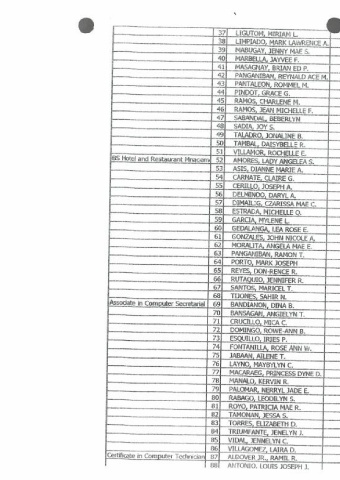 37 LIGUTOM, MIRIAM L.
38 LIMPIADO, MARK LAWRENCE A.
39 MABUGAY, JENNY MAE S.
40 MARBELLA, JAYVEE F.
41 MASAGNAY, BRIAN ED P.
42 PANGANIBAN, REYNALD ACE M.
43 PANTALEON, ROMMEL M.
44 PINDOT, GRACE G.
45 RAMOS, CHARLENE M.
46 RAMOS, JEAN MICHELLE F.
47 SABANDAL, BEBERLYN
48 SADIA, JOY S.
49 TALADRO, JONALINE B.
50 TAMBAL, DAISYBELLE R.
51 VILLAMOR, ROCHELLE E.
BS Hotel and Restaurant 52 AMORES, LADY ANGELEA S.
53 ASIS, DIANNE MARIE A.
54 CARNATE, CLAIRE G.
55 CERILLO, JOSEPH A.
56 DELMINDO, DARYL A.
57 DIMAILIG, CZARISSA MAE C.
58 ESTRADA, MICHELLE O.
59 GARCIA, MYLENE L.
60 GEDALANGA, LEA ROSE E.
61 GONZALES, JOHN NICOLE A.
62 MORALITA, ANGELA MAE E.
63 PANGANIBAN, RAMON T.
64 PORTO, MARK JOSEPH
65 REYES, DON-RENCE R.
66 RUTAQUIO, JENNIFER R.
67 SANTOS, MARICEL T.
68 TIJONES, SAHIR N.
Associate in Computer Secretarial 69 BANDIANON, DINA B.
70 BANSAGAN, ANGIELYN T.
71 CRUCILLO, MICA C.
72 DOMINGO, ROWE-ANN B.
73 ESQUILLO, IRIES P.
74 FONTANILLA, ROSE ANN W.
75 JABAAN, AILENE T.
76 LAYNO, MAYBYLYN C.
77 MACARAEG, PRINCESS DYNE D.
78 MANALO, KERVIN R.
79 PALOMAR, NERRYL JADE E.
80 RABAGO, LEODILYN S.
81 ROYO, PATRICIA MAE R.
82 TAMONAN, JESSA S.
83 TORRES, ELIZABETH D.
84 TRIUMFANTE, JENELYN J.
85 VIDAL, JENNELYN C.
86 VILLAGOMEZ, LAIRA O.
Certificate in Computer Technician 87 ALDOVER JR., RAMIL R.
88 ANTONIO, LOUIS JOSEPH J.